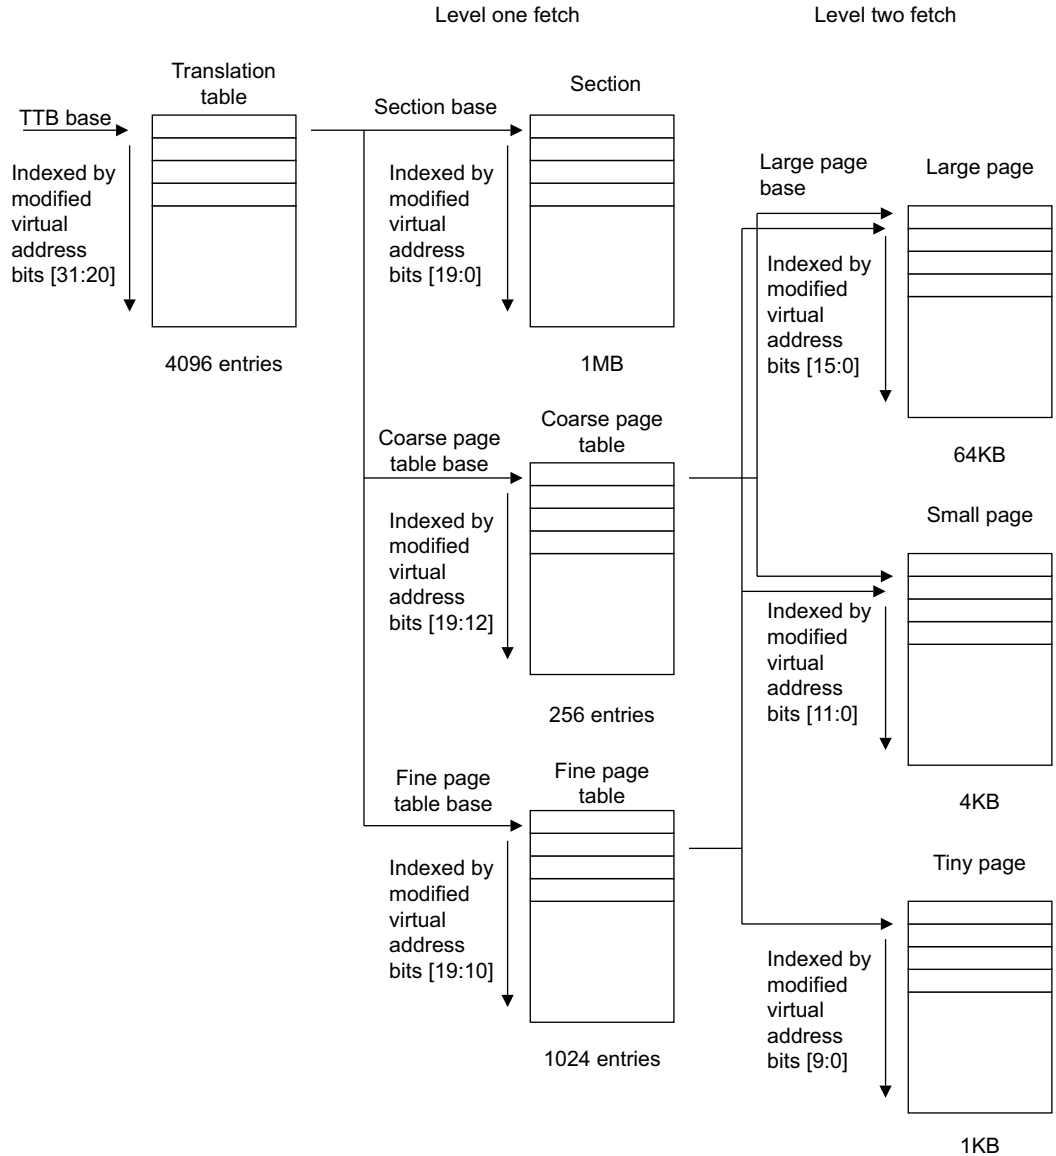 Level one fetch
Level two fetch
Translation
table
TTB base
Indexed by
modified
virtual
address
bits [31:20]
4096 entries
Section base
Section
Indexed by
modified
virtual
address
bits [19:0]
1MB
Coarse page
table base
Coarse page
table
Indexed by
modified
virtual
address
bits [19:12]
256 entries
Fine page
table base
Fine page
table
Indexed by
modified
virtual
address
bits [19:10]
1024 entries
Large page
base
Large page
Indexed by
modified
virtual
address
bits [15:0]
64KB
Small page
Indexed by
modified
virtual
address
bits [11:0]
4KB
Tiny page
Indexed by
modified
virtual
address
bits [9:0]
1KB